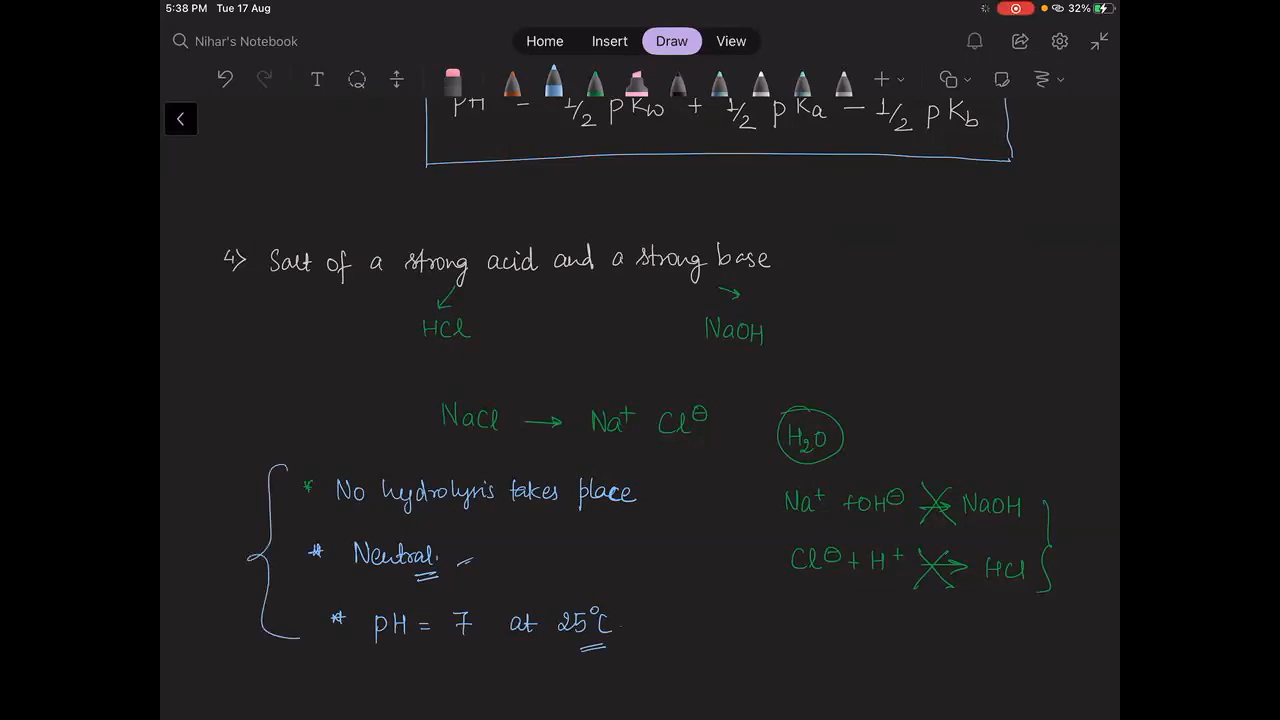 5:38 PM Tue 17 Aug
32%
Nihar's Notebook
Home Insert Draw View
pH = 1/2 pKw + 1/2 pKa − 1/2 pKb
4> Salt of a strong acid and a strong base
HCl NaOH
NaCl → Na⁺ Cl⊖ H₂O
* No hydrolyris takes place
Na⁺ + OH⊖ → NaOH
* Neutral.
Cl⊖ + H⁺ → HCl
* pH = 7 at 25°C